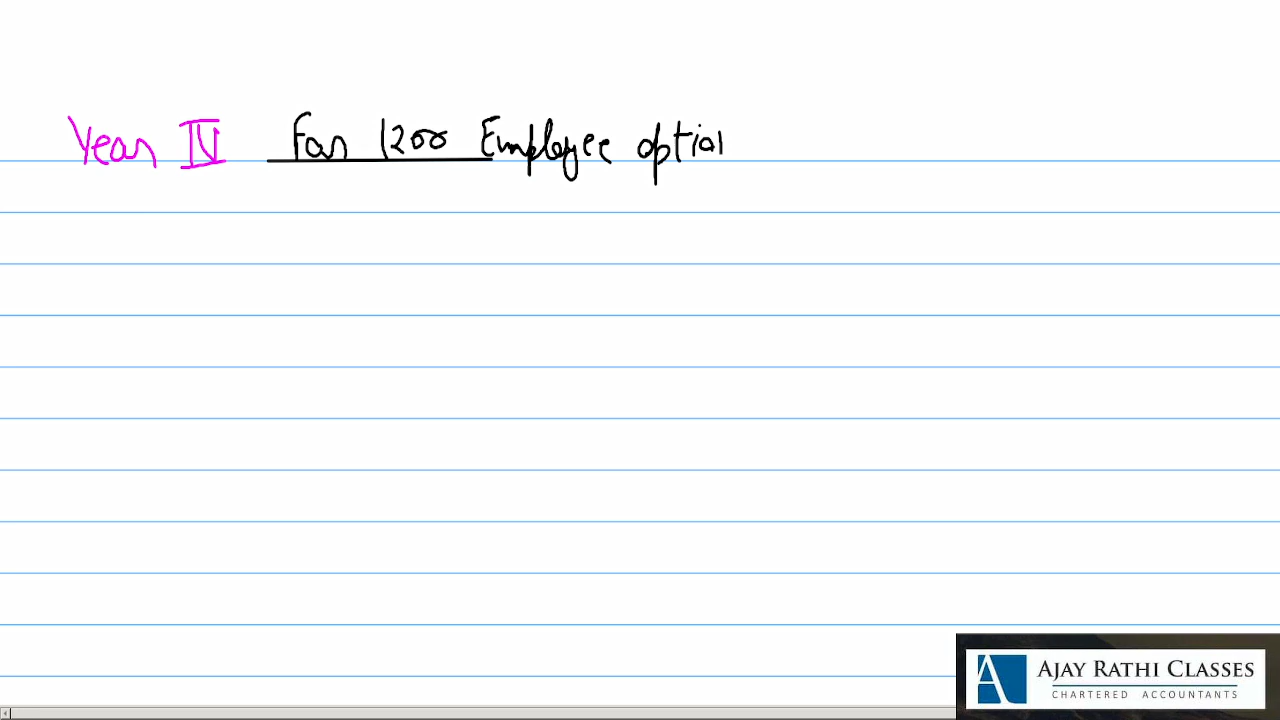 Year IV For 1200 Employee optial
AJAY RATHI CLASSES
CHARTERED ACCOUNTANTS